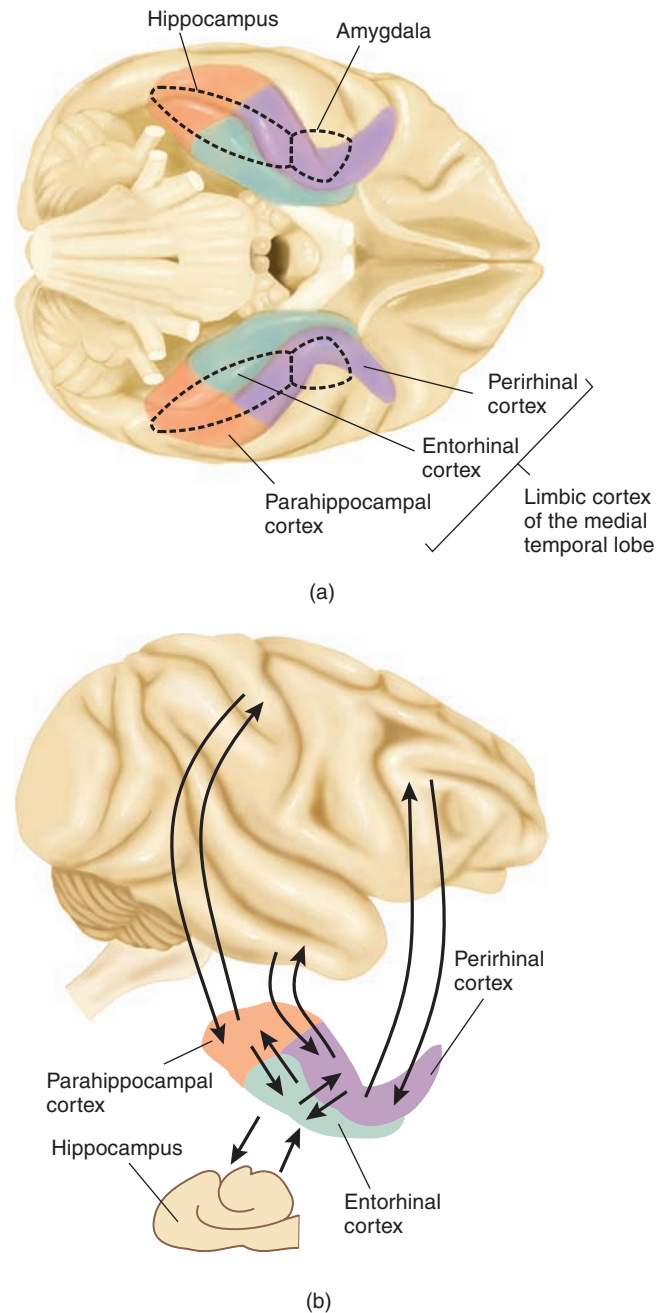 Hippocampus
Amygdala
Perirhinal
cortex
Entorhinal
cortex
Parahippocampal
cortex
Limbic cortex
of the medial
temporal lobe
(a)
Perirhinal
cortex
Parahippocampal
cortex
Hippocampus
Entorhinal
cortex
(b)